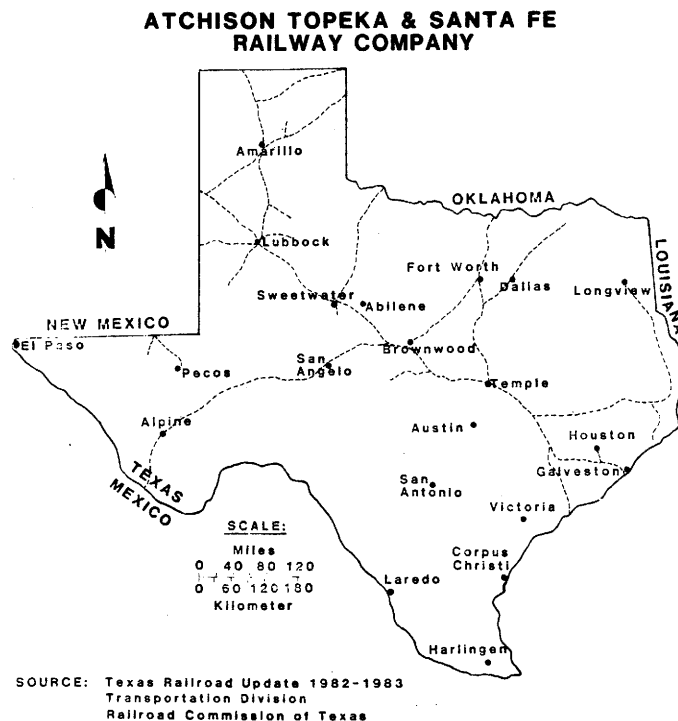 ATCHISON TOPEKA & SANTA FE
RAILWAY COMPANY
Amarillo
OKLAHOMA
N
Lubbock
LOUISIANA
Fort Worth
Dallas
Longview
Sweetwater
Abilene
NEW MEXICO
El Paso
Brownwood
San
Angelo
Pecos
Temple
Alpine
Austin
Houston
Galveston
TEXAS
MEXICO
San
Antonio
Victoria
SCALE:
Miles
0 40 80 120
0 60 120 180
Kilometer
Corpus
Christi
Laredo
Harlingen
SOURCE: Texas Railroad Update 1982-1983
Transportation Division
Railroad Commission of Texas